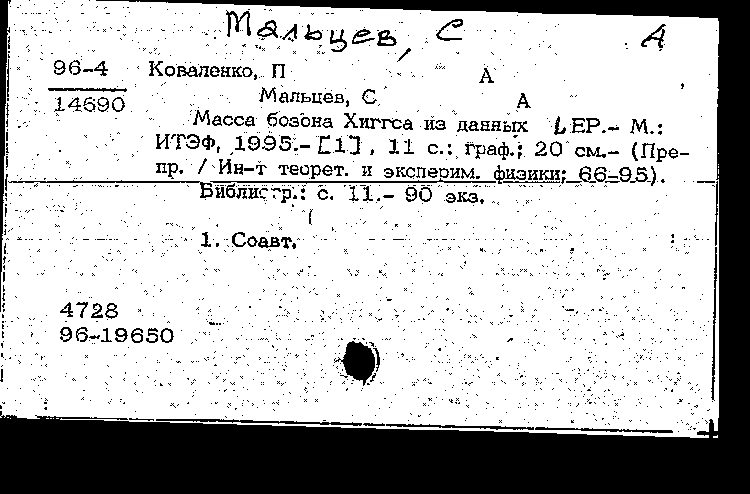 Мальцев, С А
96-4 Коваленко, П А
14690 Мальцев, С А
Масса бозона Хиггса из данных LEP.- М.:
ИТЭФ, 1995.- [1] , 11 с.: граф.; 20 см.- (Пре-
пр. / Ин-т теорет. и эксперим. физики; 66-95).
Библиогр.: с. 11.- 90 экз.
1. Соавт.
4728
96-19650